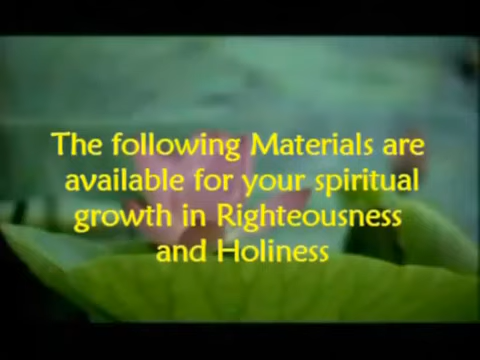 The following Materials are
available for your spiritual
growth in Righteousness
and Holiness